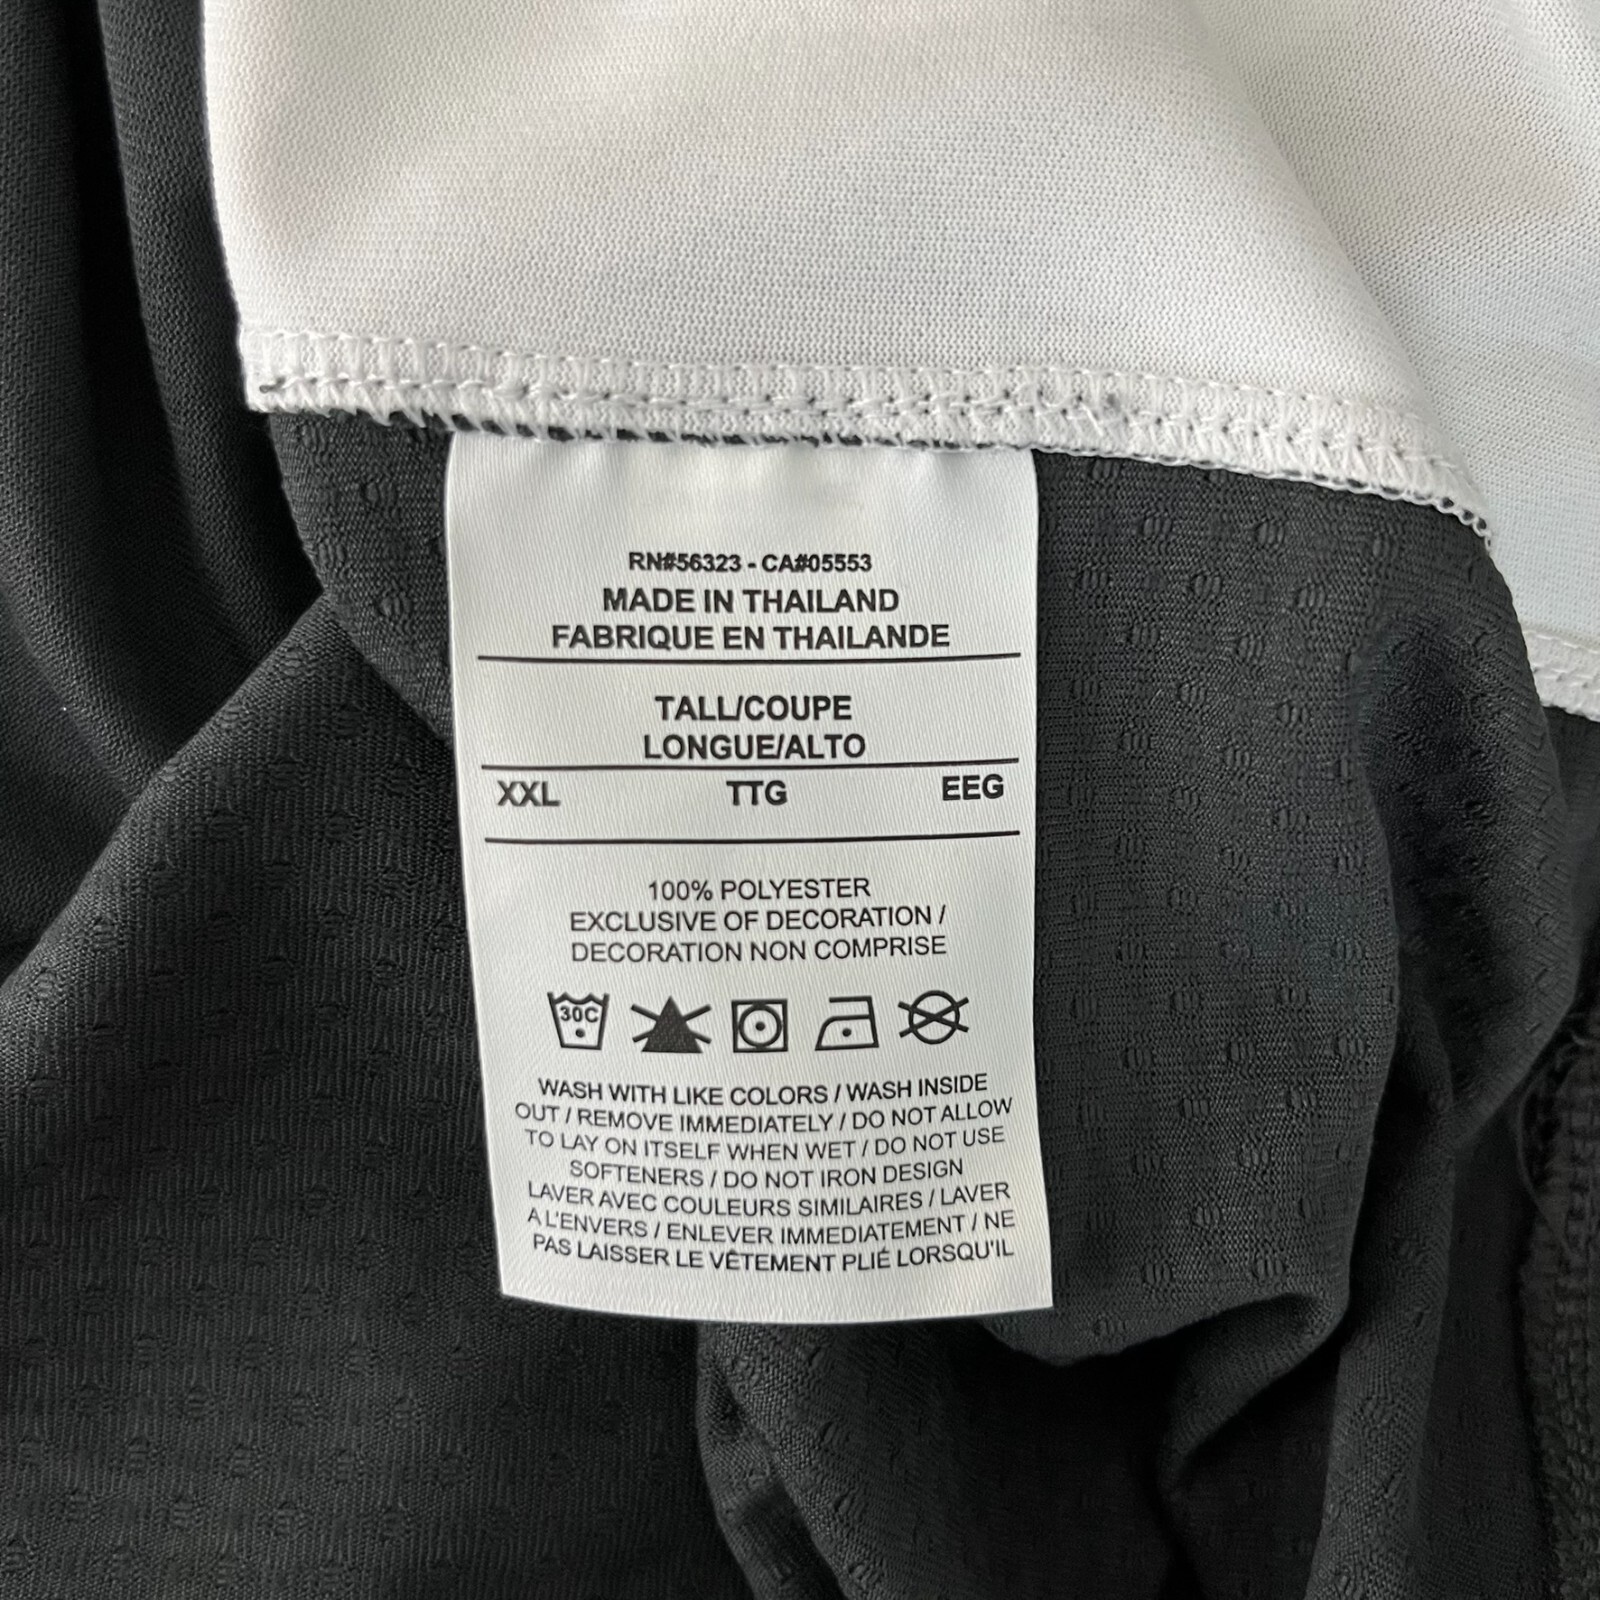 RN#56323 - CA#05553
MADE IN THAILAND
FABRIQUE EN THAILANDE
TALL/COUPE
LONGUE/ALTO
XXL TTG EEG
100% POLYESTER
EXCLUSIVE OF DECORATION /
DECORATION NON COMPRISE
30C
WASH WITH LIKE COLORS / WASH INSIDE
OUT / REMOVE IMMEDIATELY / DO NOT ALLOW
TO LAY ON ITSELF WHEN WET / DO NOT USE
SOFTENERS / DO NOT IRON DESIGN
LAVER AVEC COULEURS SIMILAIRES / LAVER
A L'ENVERS / ENLEVER IMMEDIATEMENT / NE
PAS LAISSER LE VÊTEMENT PLIÉ LORSQU'IL